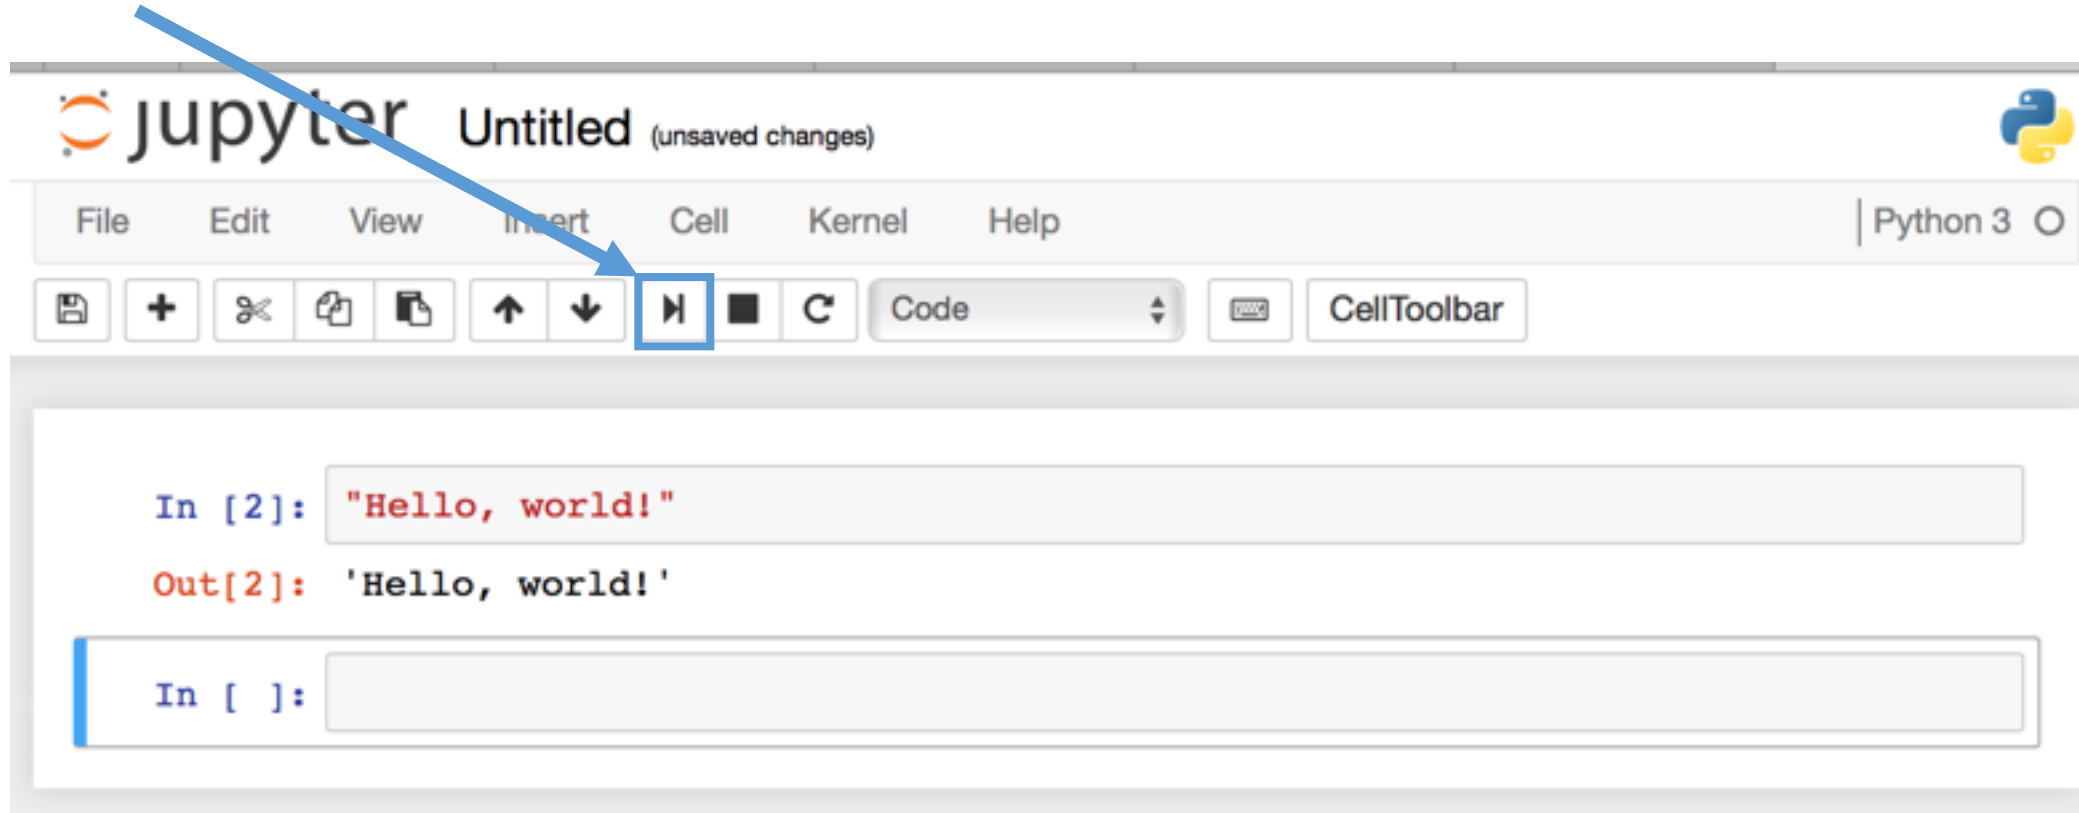 jupyter Untitled (unsaved changes)
File Edit View Insert Cell Kernel Help Python 3
Code CellToolbar
In [2]: "Hello, world!"
Out[2]: 'Hello, world!'
In [ ]: